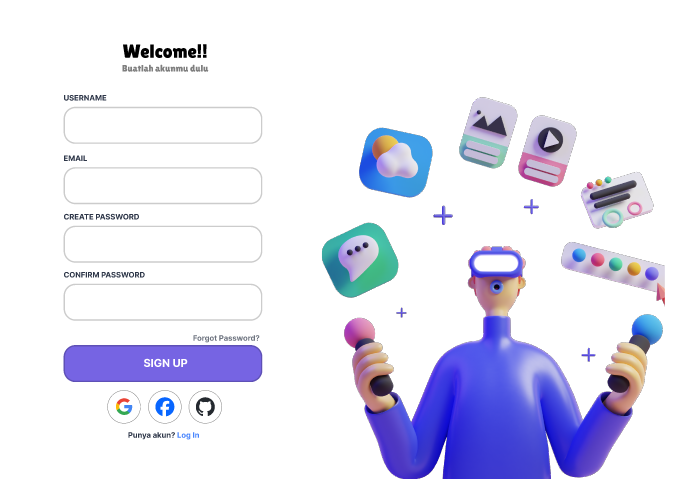 Welcome!!
Buatlah akunmu dulu
USERNAME
EMAIL
CREATE PASSWORD
CONFIRM PASSWORD
Forgot Password?
SIGN UP
Punya akun? Log In